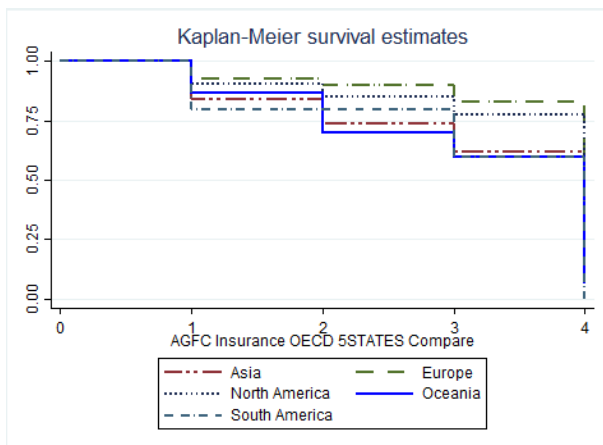 Kaplan-Meier survival estimates
1.00
0.75
0.50
0.25
0.00
0 1 2 3 4
AGFC Insurance OECD 5STATES Compare
Asia Europe
North America Oceania
South America